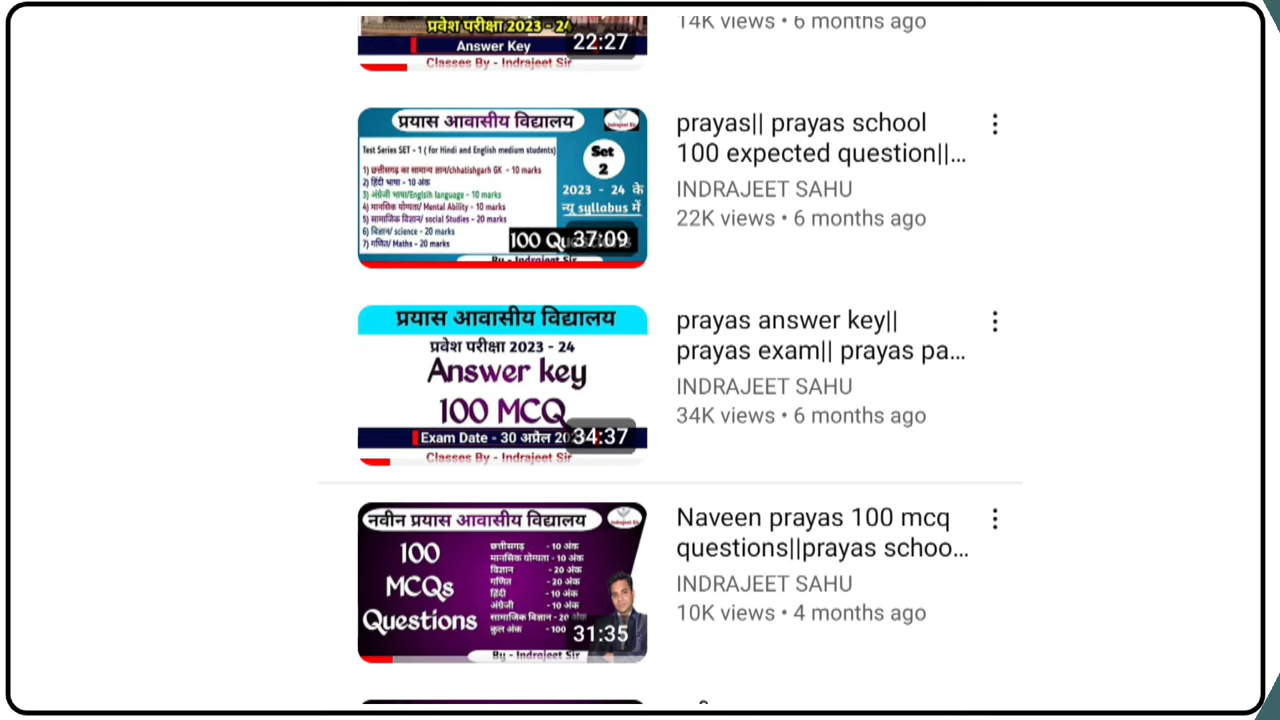 प्रवेश परीक्षा 2023 - 24
Answer Key
22:27
Classes By - Indrajeet Sir
14K views • 6 months ago
प्रयास आवासीय विद्यालय
Test Series SET - 1 ( for Hindi and English medium students)
1) छत्तीसगढ़ का सामान्य ज्ञान/chhatishgarh GK - 10 marks
2) हिंदी भाषा - 10 अंक
3) अंग्रेजी भाषा/Englsih language - 10 marks
4) मानसिक योग्यता/ Mental Ability - 10 marks
5) सामाजिक विज्ञान/ social Studies - 20 marks
6) विज्ञान/ science - 20 marks
7) गणित/ Maths - 20 marks
Set
2
2023 - 24 के
न्यू syllabus में
100
37:09
By - Indrajeet Sir
prayas|| prayas school
100 expected question||...
INDRAJEET SAHU
22K views • 6 months ago
प्रयास आवासीय विद्यालय
प्रवेश परीक्षा 2023 - 24
Answer key
100 MCQ
Exam Date - 30 अप्रेल 20
34:37
Classes By - Indrajeet Sir
prayas answer key||
prayas exam|| prayas pa...
INDRAJEET SAHU
34K views • 6 months ago
नवीन प्रयास आवासीय विद्यालय
100
MCQs
Questions
छत्तीसगढ़ - 10 अंक
मानसिक योग्यता - 10 अंक
विज्ञान - 20 अंक
गणित - 20 अंक
हिंदी - 10 अंक
अंग्रेजी - 10 अंक
सामाजिक विज्ञान - 20 अंक
कुल अंक - 100
31:35
By - Indrajeet Sir
Naveen prayas 100 mcq
questions||prayas schoo...
INDRAJEET SAHU
10K views • 4 months ago